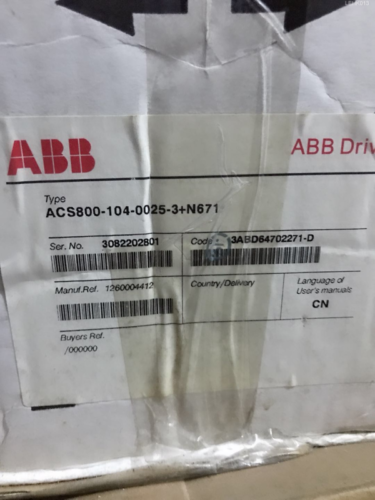 ABB
ABB Driv
Type
ACS800-104-0025-3+N671
Ser. No. 3082202801
Code 3ABD64702271-D
Manuf.Ref. 1260004412
Country/Delivery
Language of
User's manuals
CN
Buyers Ref.
/000000